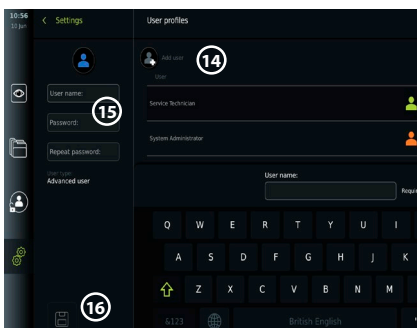 10:56
10 Jun
Settings
User profiles
Add user
14
User
User name:
15
Service Technician
Password:
System Administrator
Repeat password:
User type:
Advanced user
User name:
Q W E R T Y U I
A S D F G H J K
Z X C V B N M
16
&123
British English